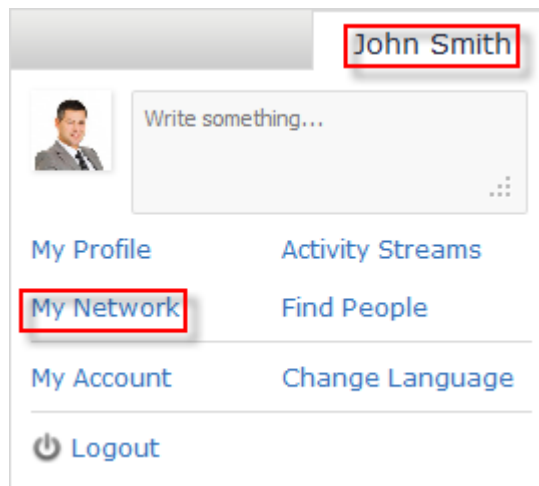 John Smith
Write something...
My Profile Activity Streams
My Network Find People
My Account Change Language
Logout